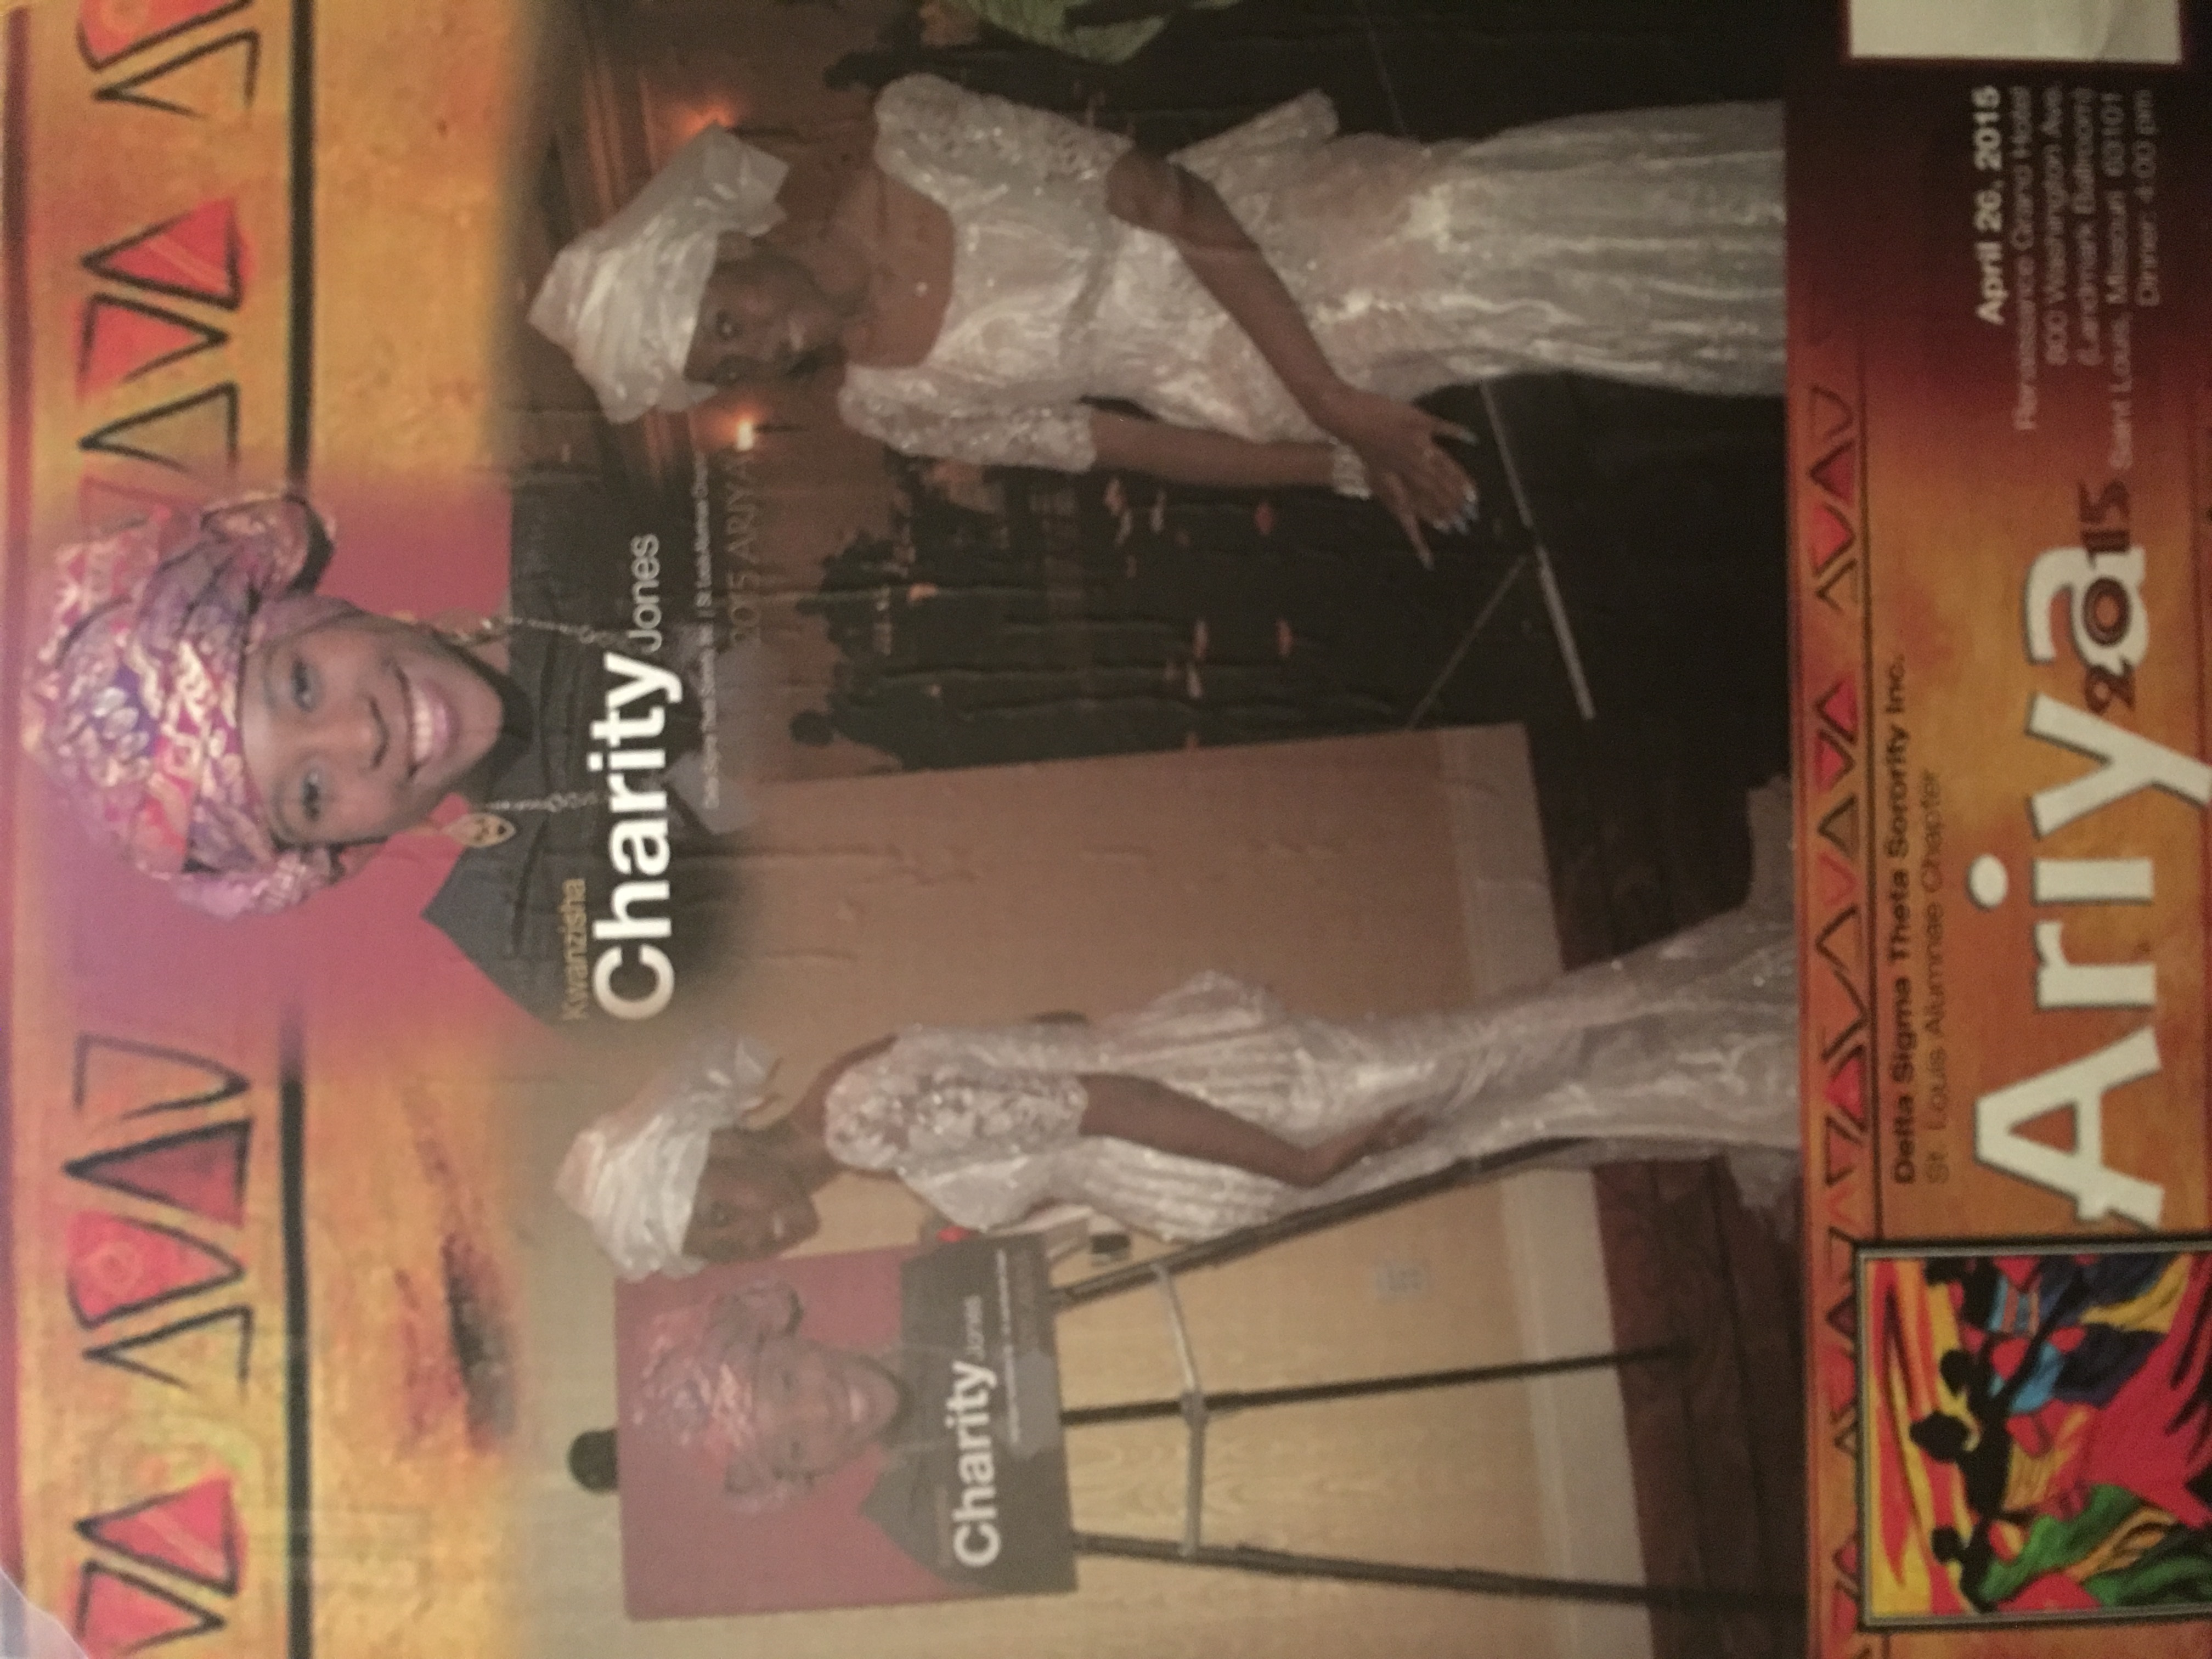 Kwanzisha
Charity Jones
Delta Sigma Theta Sorority Inc. | St. Louis Alumnae Chapter
2015 ARIYA
Charity Jones
Delta Sigma Theta Sorority Inc.
St. Louis Alumnae Chapter
Ariya
2015
April 26, 2015
Renaissance Grand Hotel
800 Washington Ave.
(Landmark Ballroom)
Saint Louis, Missouri 63101
Dinner: 4:00 pm